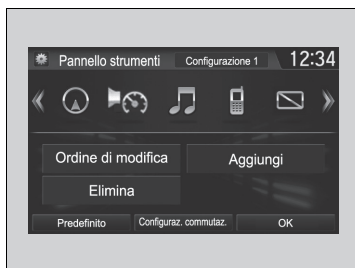 Pannello strumenti Configurazione 1 12:34
Ordine di modifica Aggiungi
Elimina
Predefinito Configuraz. commutaz. OK